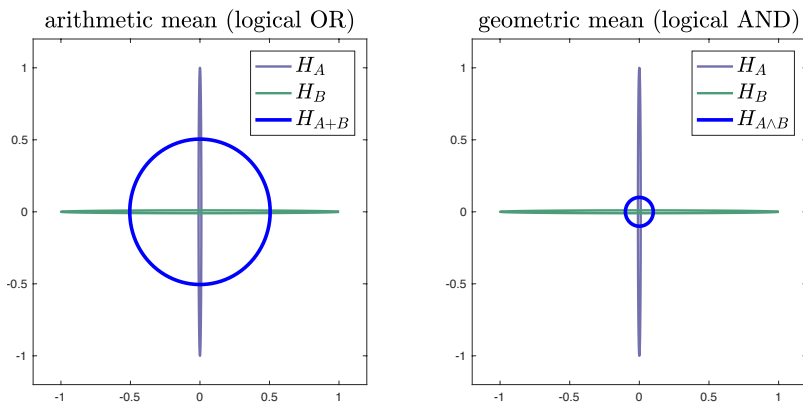 arithmetic mean (logical OR)
H_A
H_B
H_{A+B}
1
0.5
0
-0.5
-1
-1
-0.5
0
0.5
1
geometric mean (logical AND)
H_A
H_B
H_{A∧B}
1
0.5
0
-0.5
-1
-1
-0.5
0
0.5
1